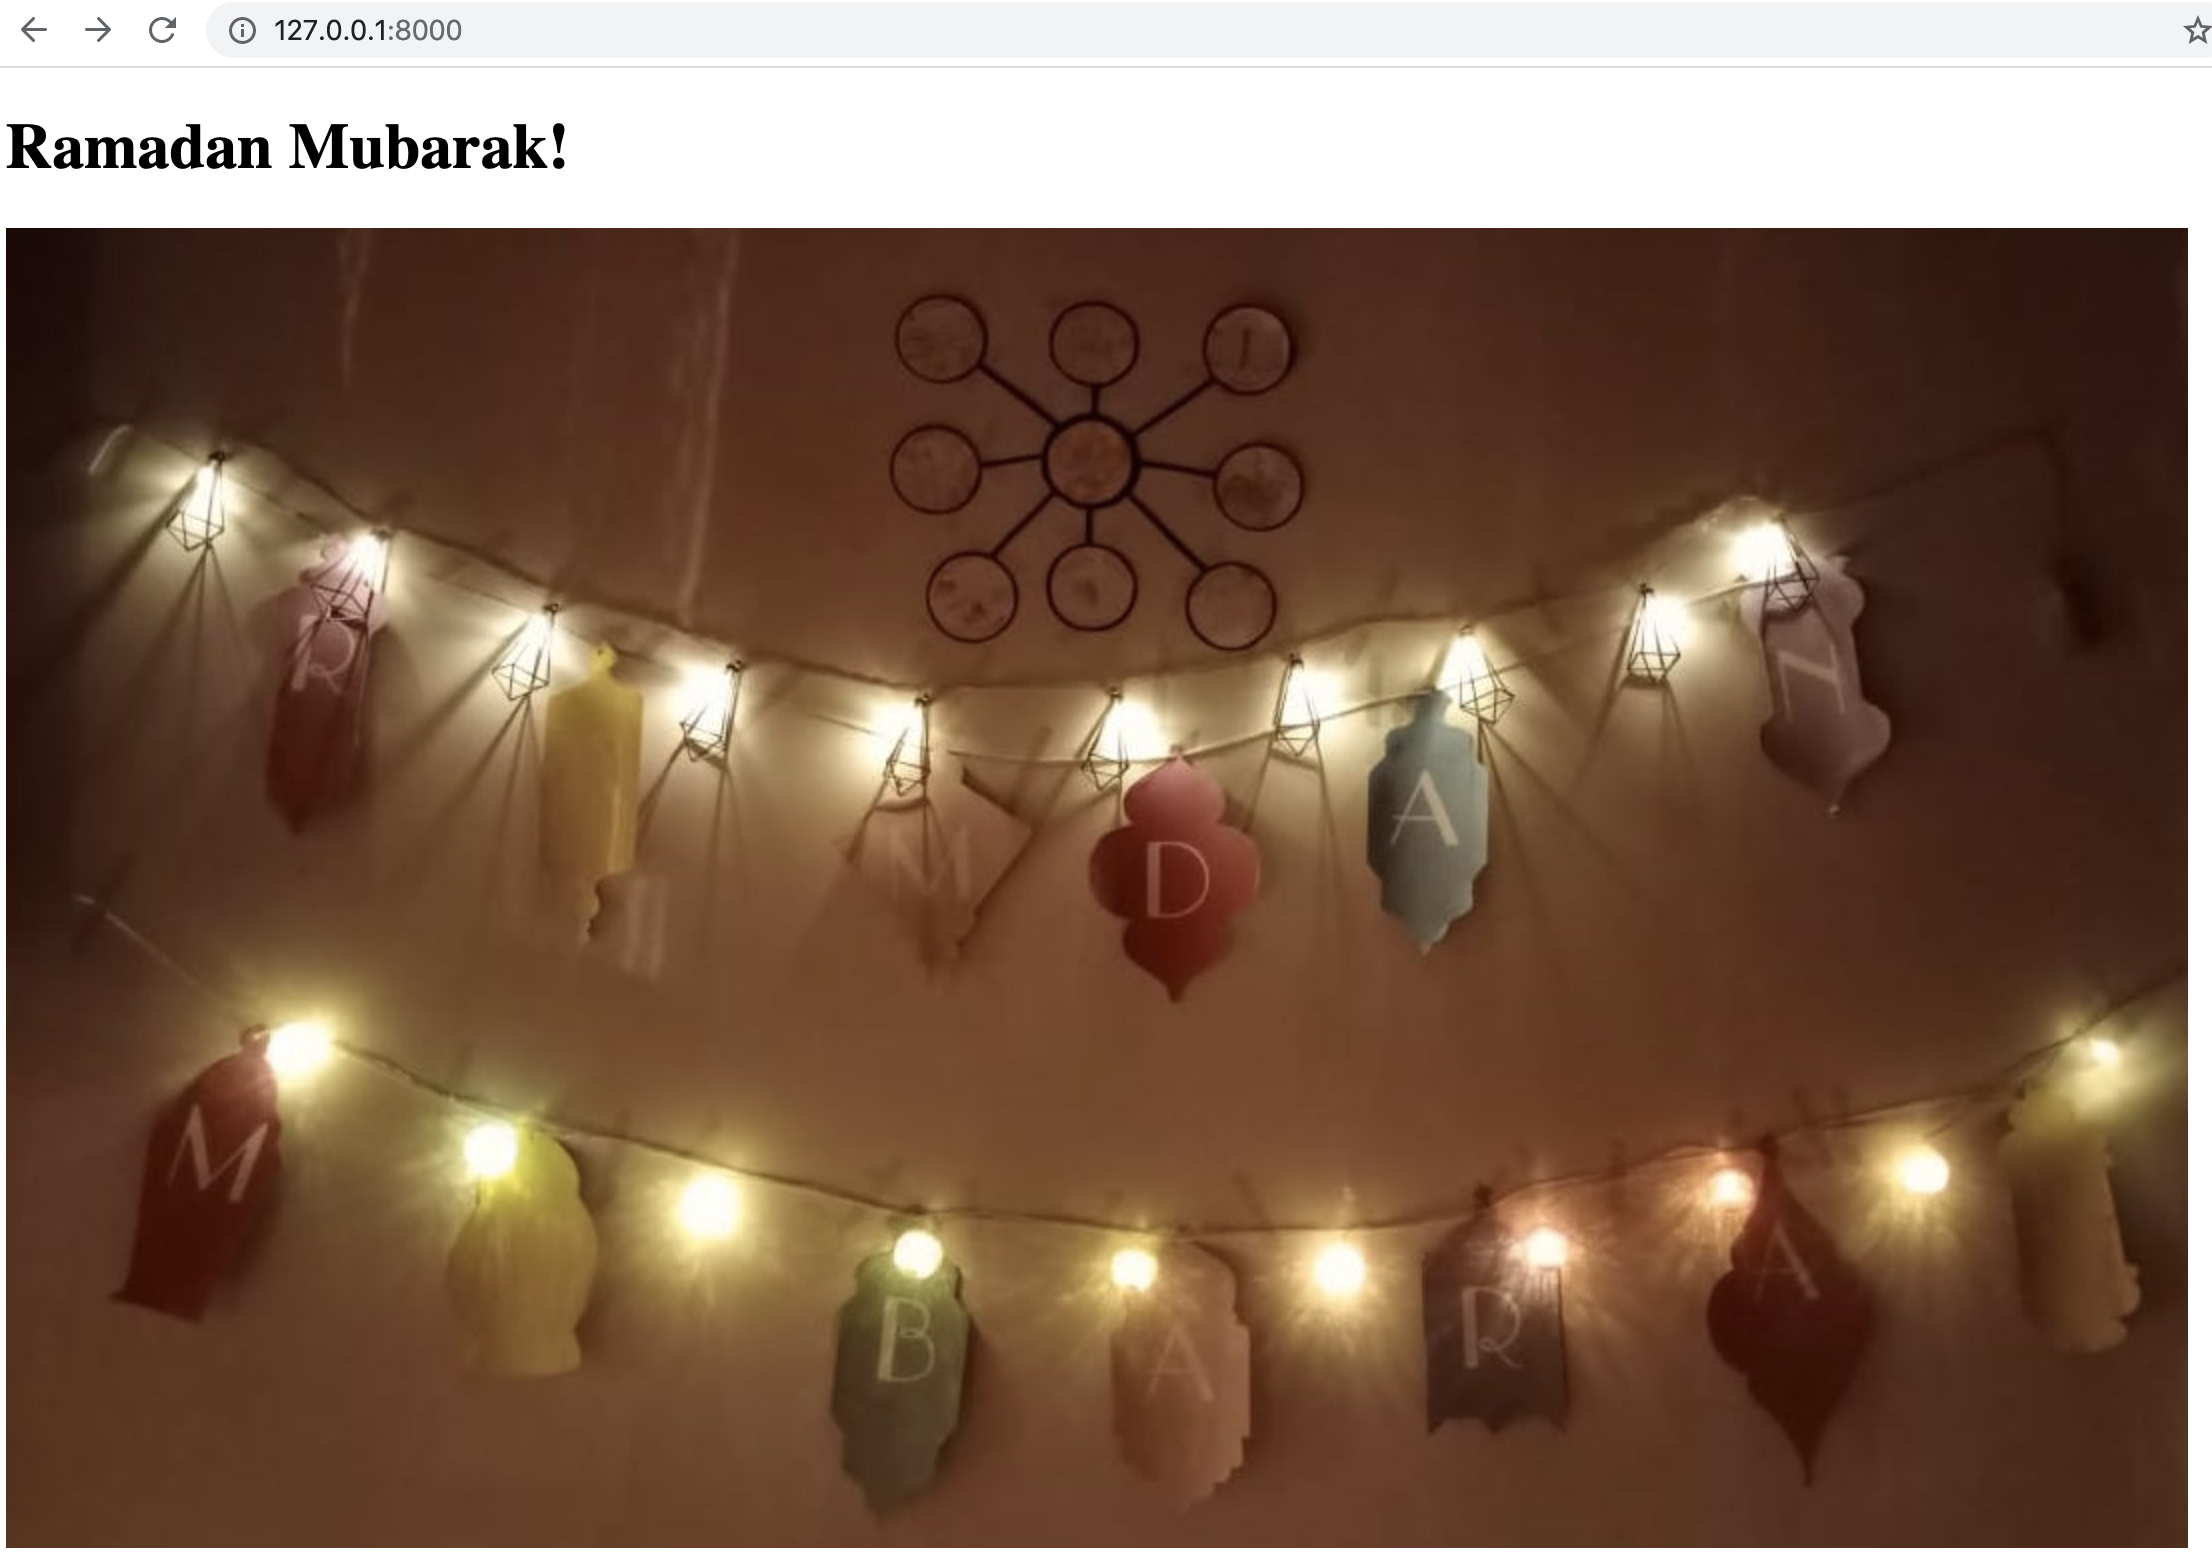 127.0.0.1:8000
Ramadan Mubarak!
R M D A N
M B A R A